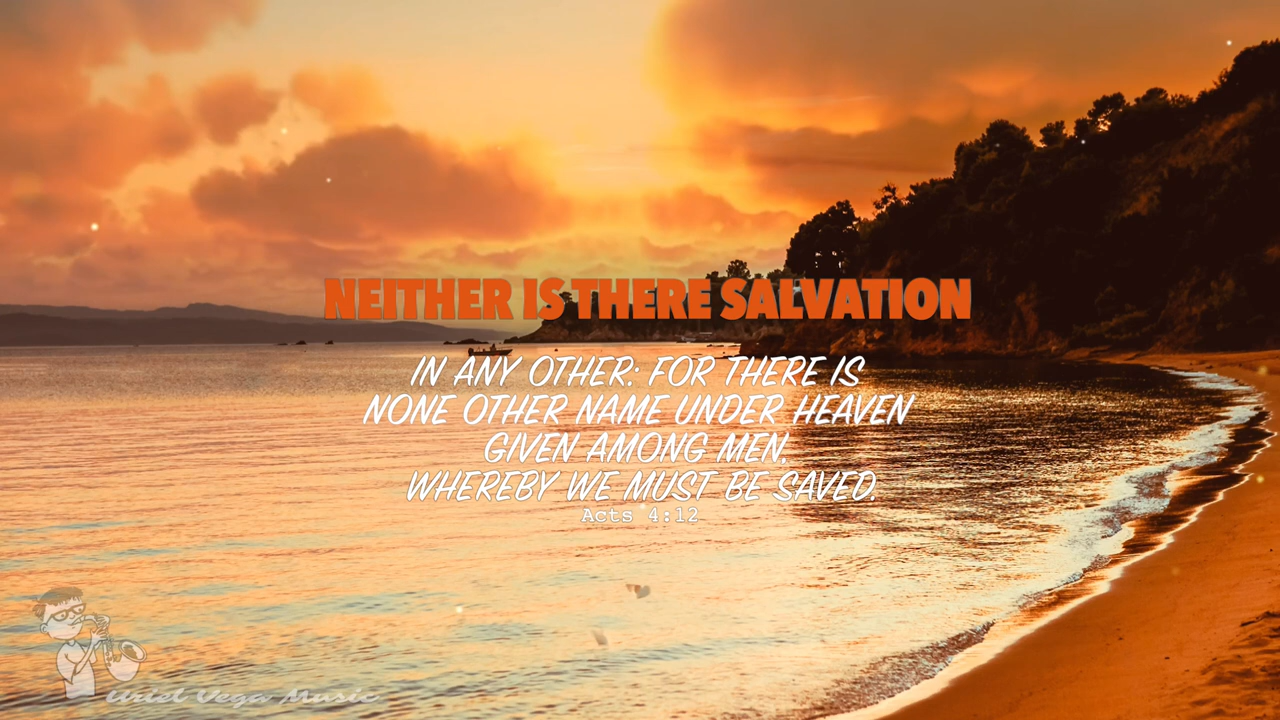 NEITHER IS THERE SALVATION
IN ANY OTHER: FOR THERE IS
NONE OTHER NAME UNDER HEAVEN
GIVEN AMONG MEN,
WHEREBY WE MUST BE SAVED.
Acts 4:12
Uriel Vega Music